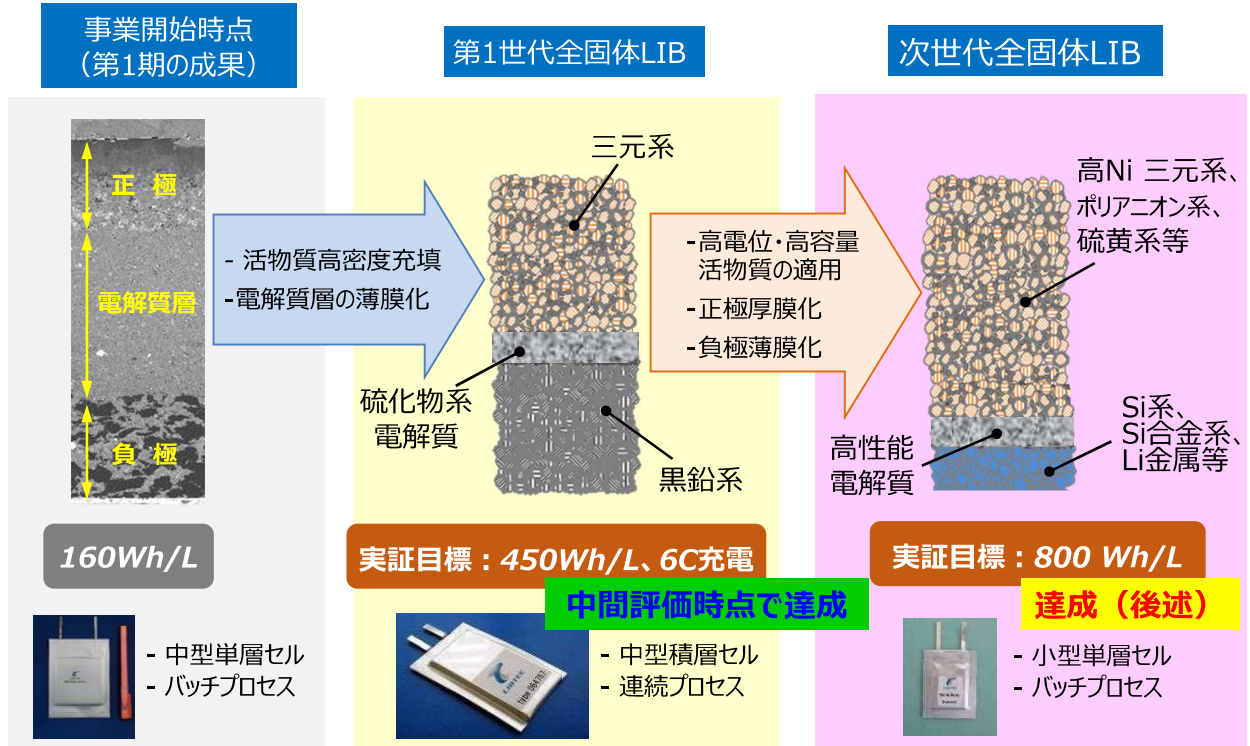 事業開始時点
（第1期の成果）
正 極
電解質層
負 極
160Wh/L
- 中型単層セル
- バッチプロセス
- 活物質高密度充填
-電解質層の薄膜化
第1世代全固体LIB
三元系
硫化物系
電解質
黒鉛系
実証目標：450Wh/L、6C充電
中間評価時点で達成
LIBTEC
- 中型積層セル
- 連続プロセス
-高電位・高容量
活物質の適用
-正極厚膜化
-負極薄膜化
次世代全固体LIB
高Ni 三元系、
ポリアニオン系、
硫黄系等
高性能
電解質
Si系、
Si合金系、
Li金属等
実証目標：800 Wh/L
達成（後述）
- 小型単層セル
- バッチプロセス